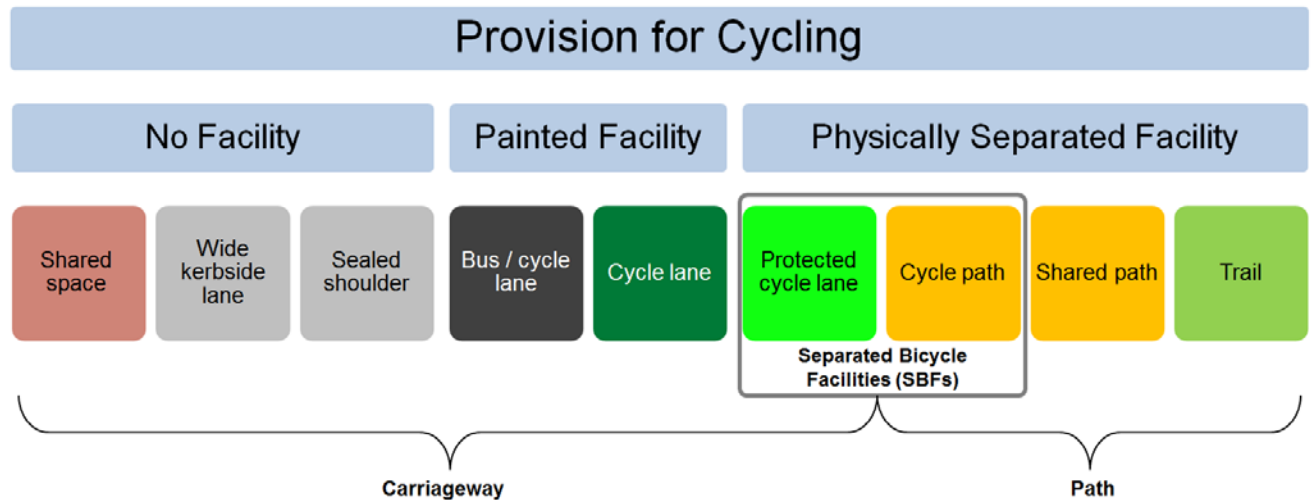 Provision for Cycling
No Facility
Painted Facility
Physically Separated Facility
Shared
space
Wide
kerbside
lane
Sealed
shoulder
Bus / cycle
lane
Cycle lane
Protected
cycle lane
Cycle path
Shared path
Trail
Separated Bicycle
Facilities (SBFs)
Carriageway
Path